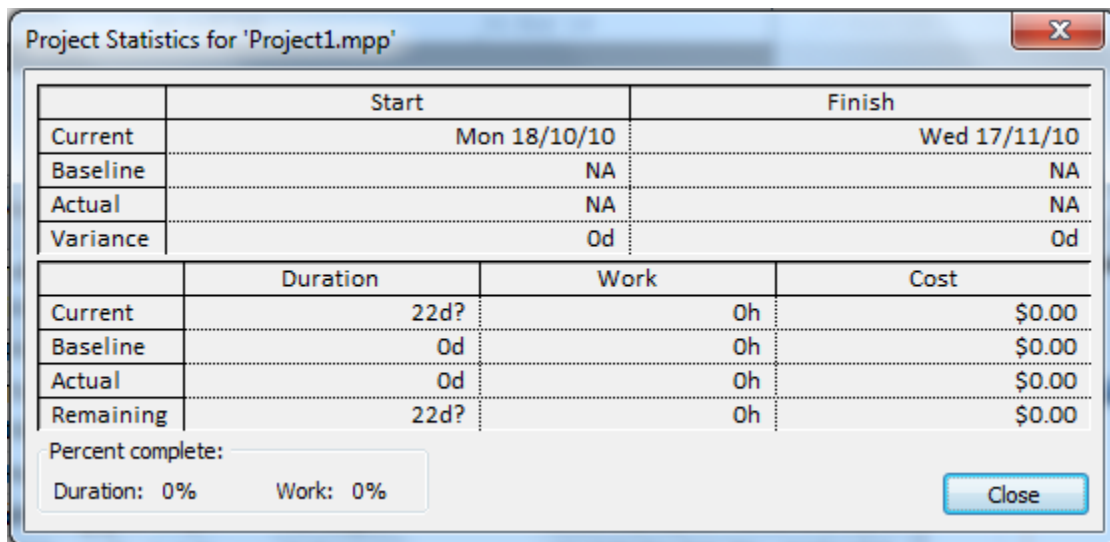 Project Statistics for 'Project1.mpp'
Start Finish
Current Mon 18/10/10 Wed 17/11/10
Baseline NA NA
Actual NA NA
Variance 0d 0d
Duration Work Cost
Current 22d? 0h $0.00
Baseline 0d 0h $0.00
Actual 0d 0h $0.00
Remaining 22d? 0h $0.00
Percent complete:
Duration: 0% Work: 0%
Close